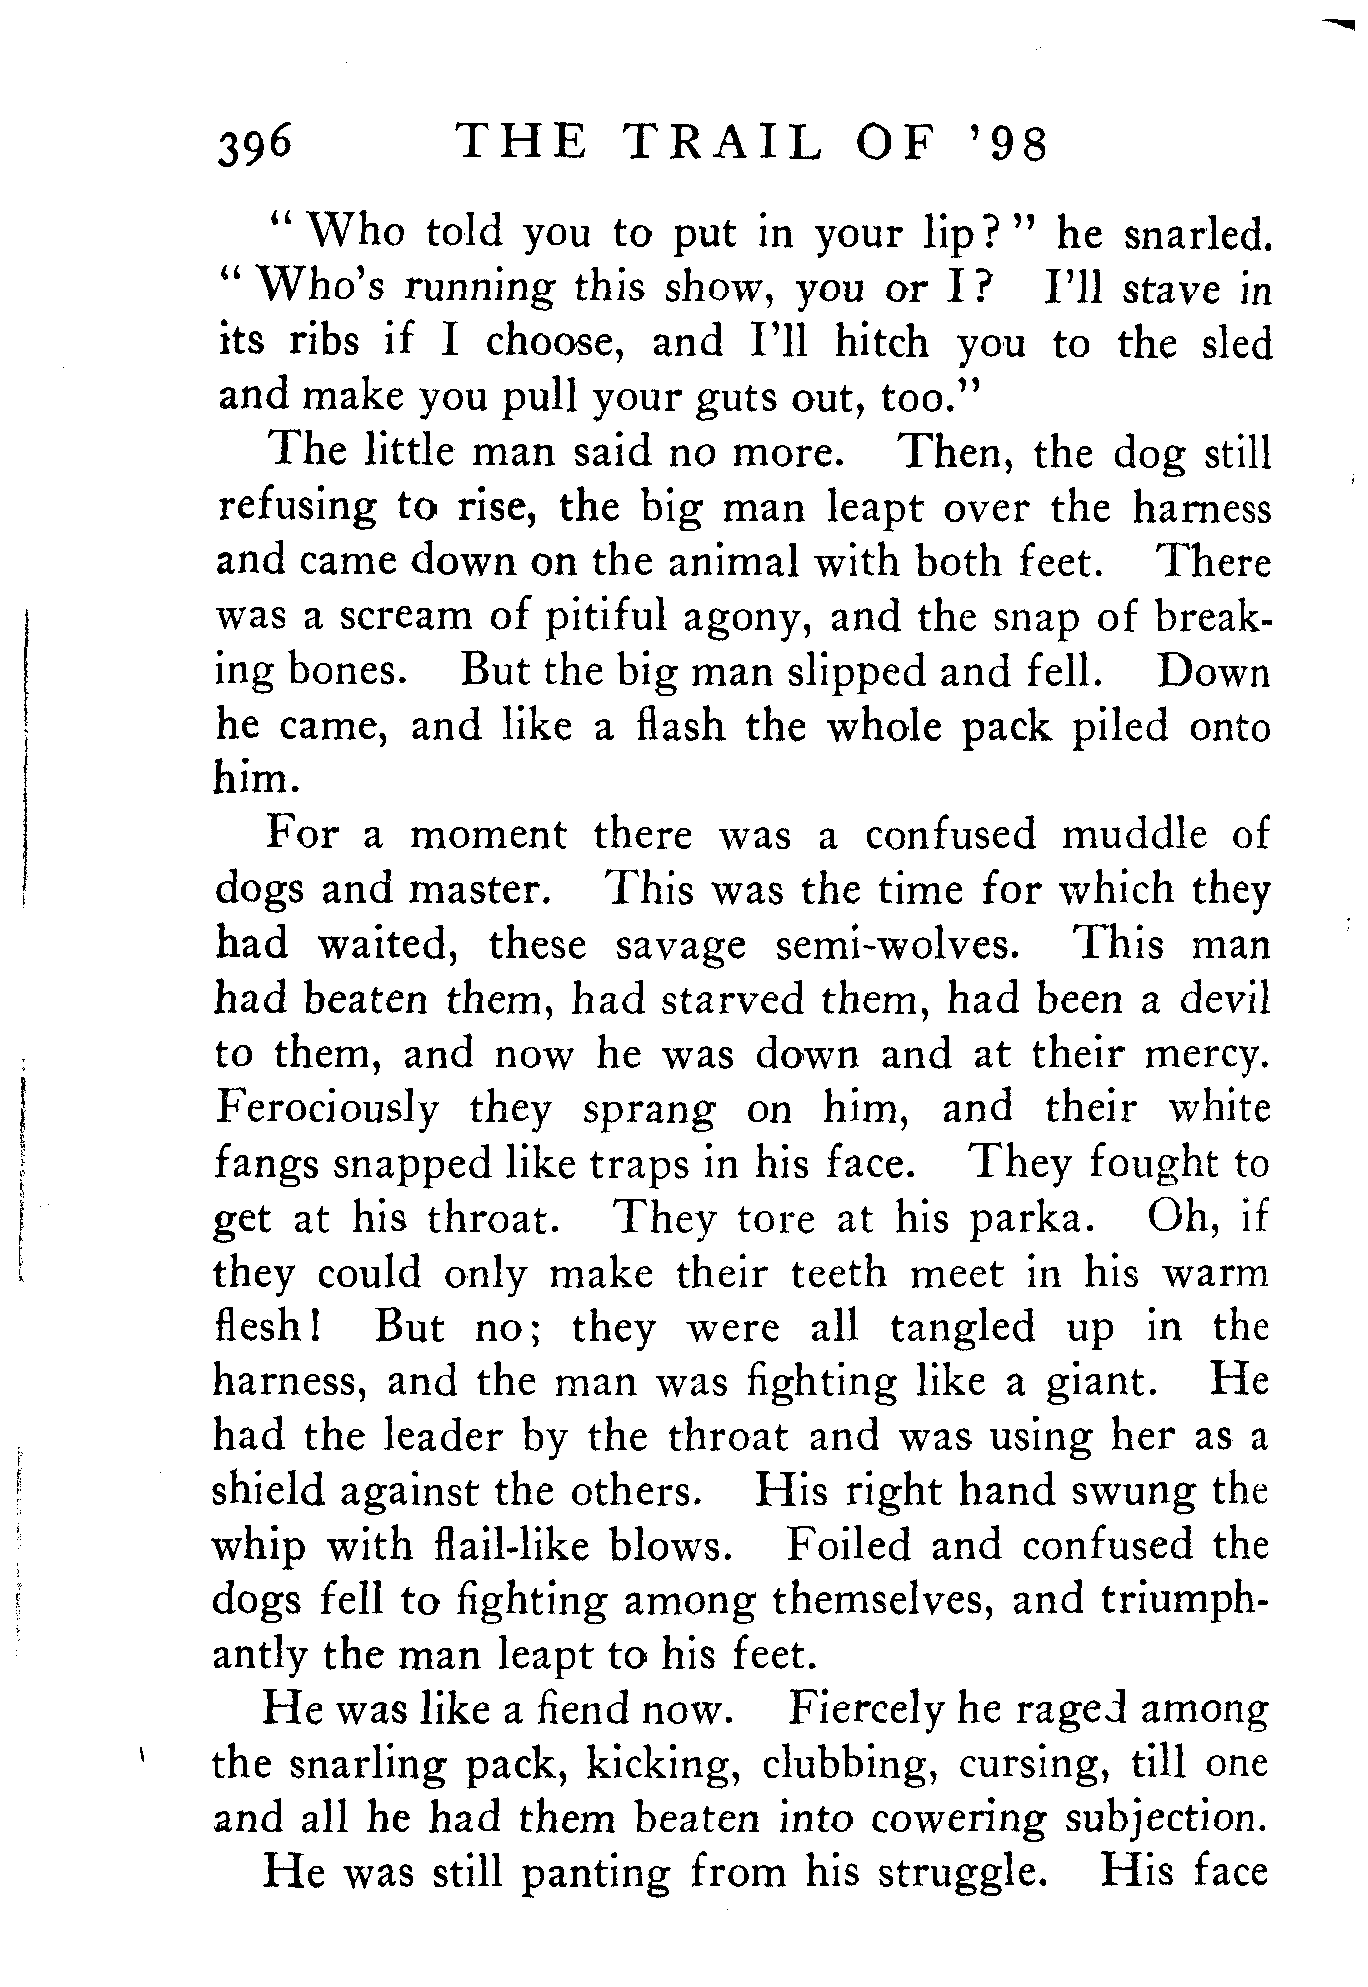 396 THE TRAIL OF '98
" Who told you to put in your lip? " he snarled.
" Who's running this show, you or I? I'll stave in
its ribs if I choose, and I'll hitch you to the sled
and make you pull your guts out, too."
The little man said no more. Then, the dog still
refusing to rise, the big man leapt over the harness
and came down on the animal with both feet. There
was a scream of pitiful agony, and the snap of break-
ing bones. But the big man slipped and fell. Down
he came, and like a flash the whole pack piled onto
him.
For a moment there was a confused muddle of
dogs and master. This was the time for which they
had waited, these savage semi-wolves. This man
had beaten them, had starved them, had been a devil
to them, and now he was down and at their mercy.
Ferociously they sprang on him, and their white
fangs snapped like traps in his face. They fought to
get at his throat. They tore at his parka. Oh, if
they could only make their teeth meet in his warm
flesh! But no; they were all tangled up in the
harness, and the man was fighting like a giant. He
had the leader by the throat and was using her as a
shield against the others. His right hand swung the
whip with flail-like blows. Foiled and confused the
dogs fell to fighting among themselves, and triumph-
antly the man leapt to his feet.
He was like a fiend now. Fiercely he raged among
the snarling pack, kicking, clubbing, cursing, till one
and all he had them beaten into cowering subjection.
He was still panting from his struggle. His face